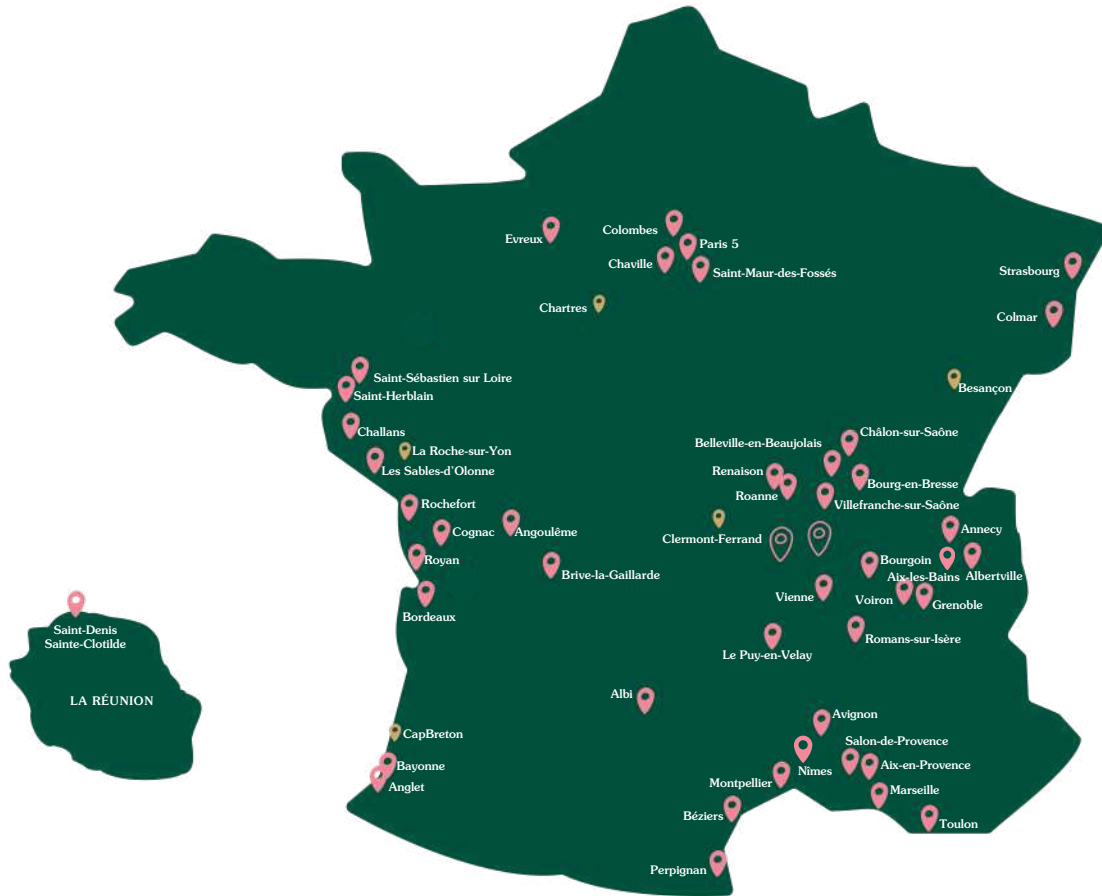 Colombes
Evreux
Paris 5
Chaville
Saint-Maur-des-Fossés
Strasbourg
Chartres
Colmar
Saint-Sébastien sur Loire
Besançon
Saint-Herblain
Challans
Châlon-sur-Saône
Belleville-en-Beaujolais
La Roche-sur-Yon
Les Sables-d'Olonne
Renaison
Bourg-en-Bresse
Roanne
Villefranche-sur-Saône
Rochefort
Cognac
Angoulême
Clermont-Ferrand
Annecy
Royan
Bourgoin
Brive-la-Gaillarde
Aix-les-Bains
Albertville
Vienne
Voiron
Grenoble
Bordeaux
Saint-Denis
Sainte-Clotilde
Romans-sur-Isère
Le Puy-en-Velay
Albi
LA RÉUNION
Avignon
CapBreton
Salon-de-Provence
Bayonne
Aix-en-Provence
Nîmes
Montpellier
Anglet
Marseille
Béziers
Toulon
Perpignan